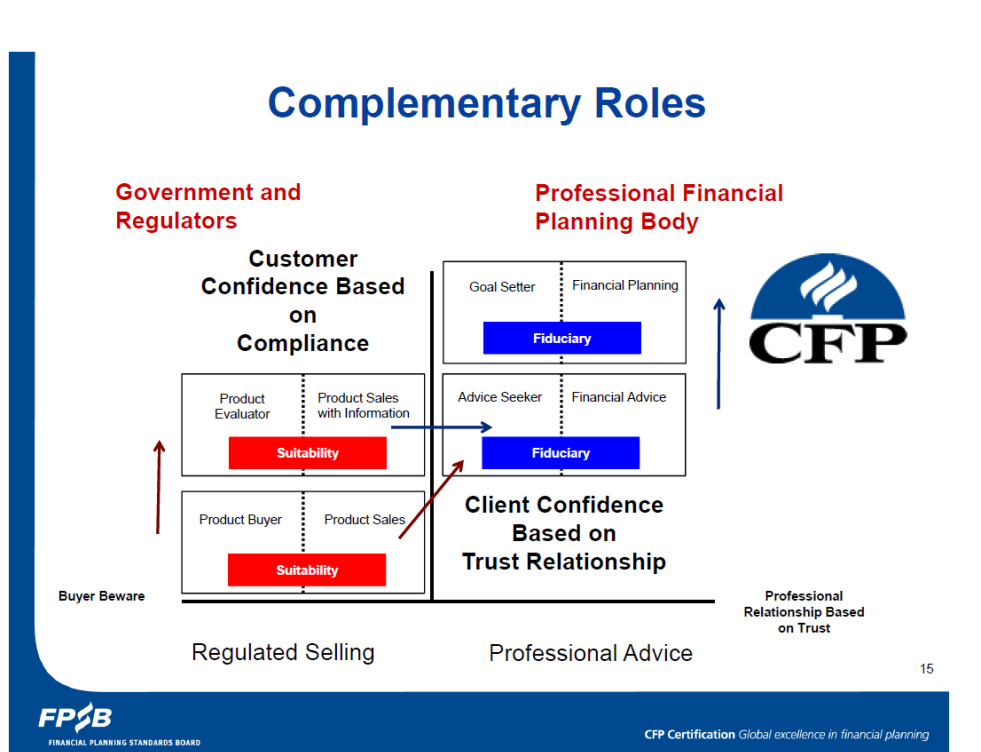 Complementary Roles
Government and
Regulators
Professional Financial
Planning Body
Customer
Confidence Based
on
Compliance
Goal Setter
Financial Planning
Fiduciary
CFP
Product
Evaluator
Product Sales
with Information
Suitability
Advice Seeker
Financial Advice
Fiduciary
Product Buyer
Product Sales
Suitability
Client Confidence
Based on
Trust Relationship
Buyer Beware
Professional
Relationship Based
on Trust
Regulated Selling
Professional Advice
15
FPSB
FINANCIAL PLANNING STANDARDS BOARD
CFP Certification Global excellence in financial planning